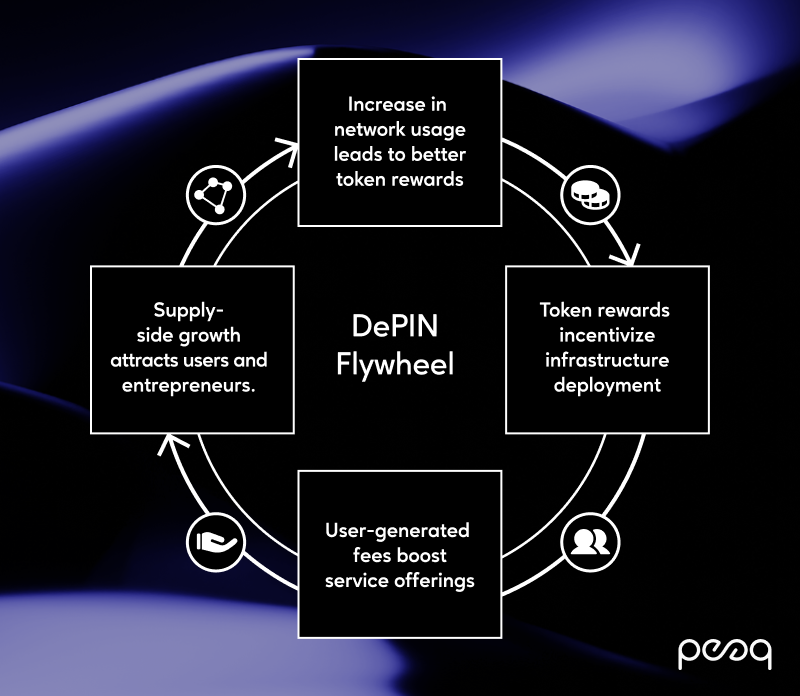 Increase in
network usage
leads to better
token rewards
Supply-
side growth
attracts users and
entrepreneurs.
DePIN
Flywheel
Token rewards
incentivize
infrastructure
deployment
User-generated
fees boost
service offerings
peaq